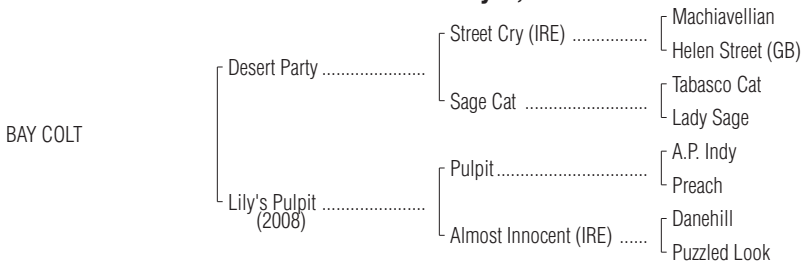 Machiavellian
Street Cry (IRE) ................
Helen Street (GB)
Desert Party ......................
Tabasco Cat
Sage Cat ..........................
Lady Sage
BAY COLT
A.P. Indy
Pulpit................................
Preach
Lily's Pulpit ......................
(2008)
Danehill
Almost Innocent (IRE) ......
Puzzled Look